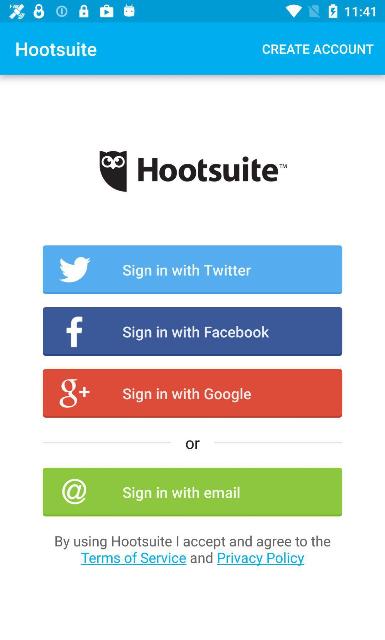 11:41
Hootsuite
CREATE ACCOUNT
Hootsuite™
Sign in with Twitter
Sign in with Facebook
g+ Sign in with Google
or
@ Sign in with email
By using Hootsuite I accept and agree to the
Terms of Service and Privacy Policy